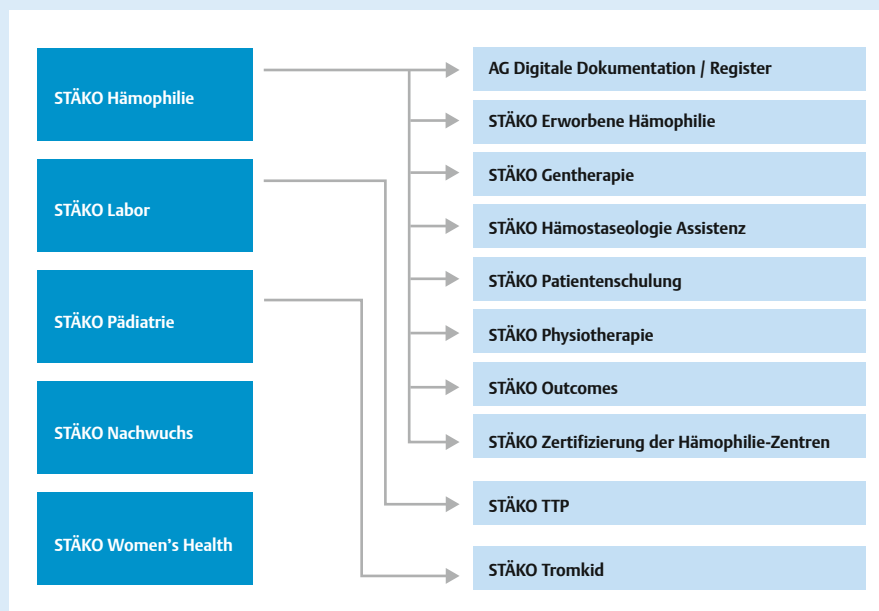 STÄKO Hämophilie
STÄKO Labor
STÄKO Pädiatrie
STÄKO Nachwuchs
STÄKO Women’s Health
AG Digitale Dokumentation / Register
STÄKO Erworbene Hämophilie
STÄKO Gentherapie
STÄKO Hämostaseologie Assistenz
STÄKO Patientenschulung
STÄKO Physiotherapie
STÄKO Outcomes
STÄKO Zertifizierung der Hämophilie-Zentren
STÄKO TTP
STÄKO Tromkid